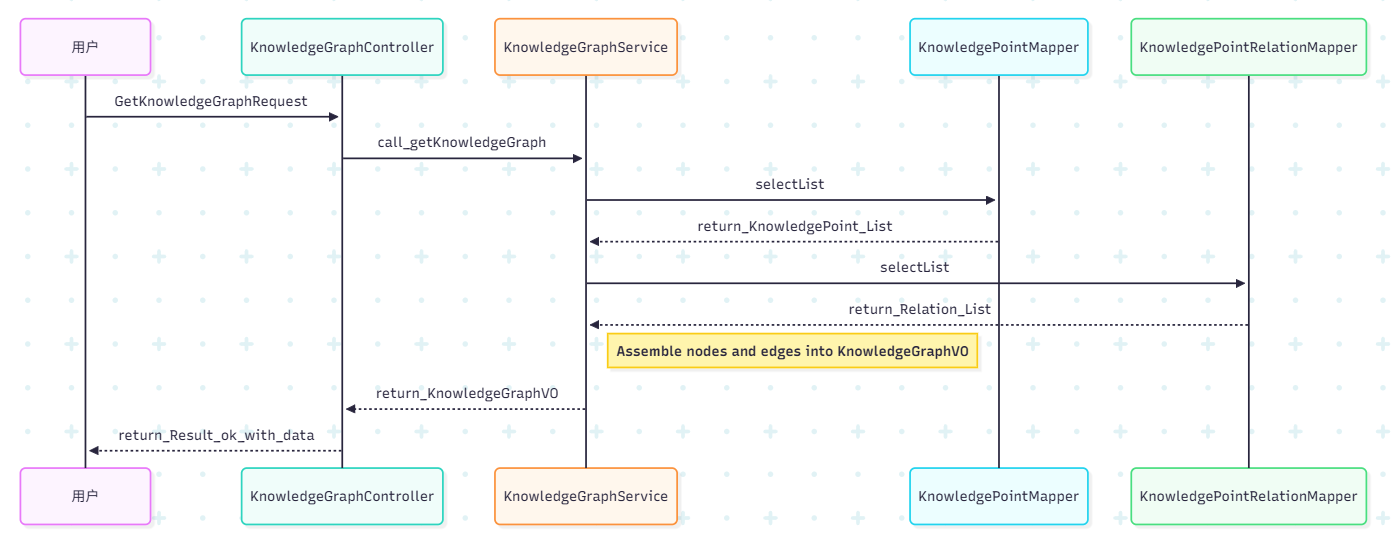 用户
KnowledgeGraphController
KnowledgeGraphService
KnowledgePointMapper
KnowledgePointRelationMapper
GetKnowledgeGraphRequest
call_getKnowledgeGraph
selectList
return_KnowledgePoint_List
selectList
return_Relation_List
Assemble nodes and edges into KnowledgeGraphVO
return_KnowledgeGraphVO
return_Result_ok_with_data
用户
KnowledgeGraphController
KnowledgeGraphService
KnowledgePointMapper
KnowledgePointRelationMapper